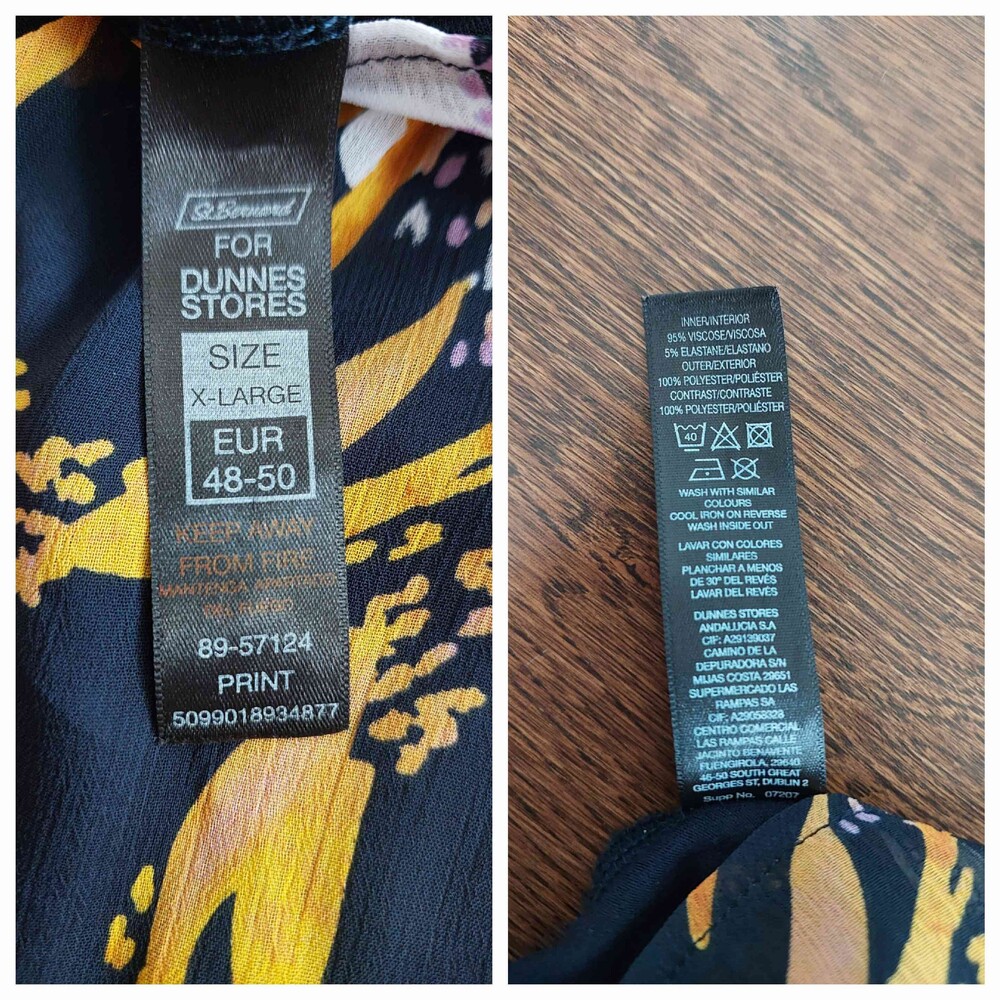 St. Bernard
FOR
DUNNES
STORES
SIZE
X-LARGE
EUR
48-50
KEEP AWAY
FROM FIRE
DEL FUEGO
89-57124
PRINT
5099018934877
INNER/INTERIOR
95% VISCOSE/VISCOSA
5% ELASTANE/ELASTANO
OUTER/EXTERIOR
100% POLYESTER/POLIÉSTER
CONTRAST/CONTRASTE
100% POLYESTER/POLIÉSTER
40
WASH WITH SIMILAR
COLOURS
COOL IRON ON REVERSE
WASH INSIDE OUT
LAVAR CON COLORES
SIMILARES
PLANCHAR A MENOS
DE 30° DEL REVÉS
LAVAR DEL REVÉS
DUNNES STORES
ANDALUCIA S.A
CIF: A29139037
CAMINO DE LA
DEPURADORA S/N
MIJAS COSTA 29651
SUPERMERCADO LAS
RAMPAS SA
CIF: A29058328
CENTRO COMERCIAL
LAS RAMPAS CALLE
JACINTO BENAVENTE
FUENGIROLA, 29640
46-50 SOUTH GREAT
GEORGES ST, DUBLIN 2
Supp No. 07207